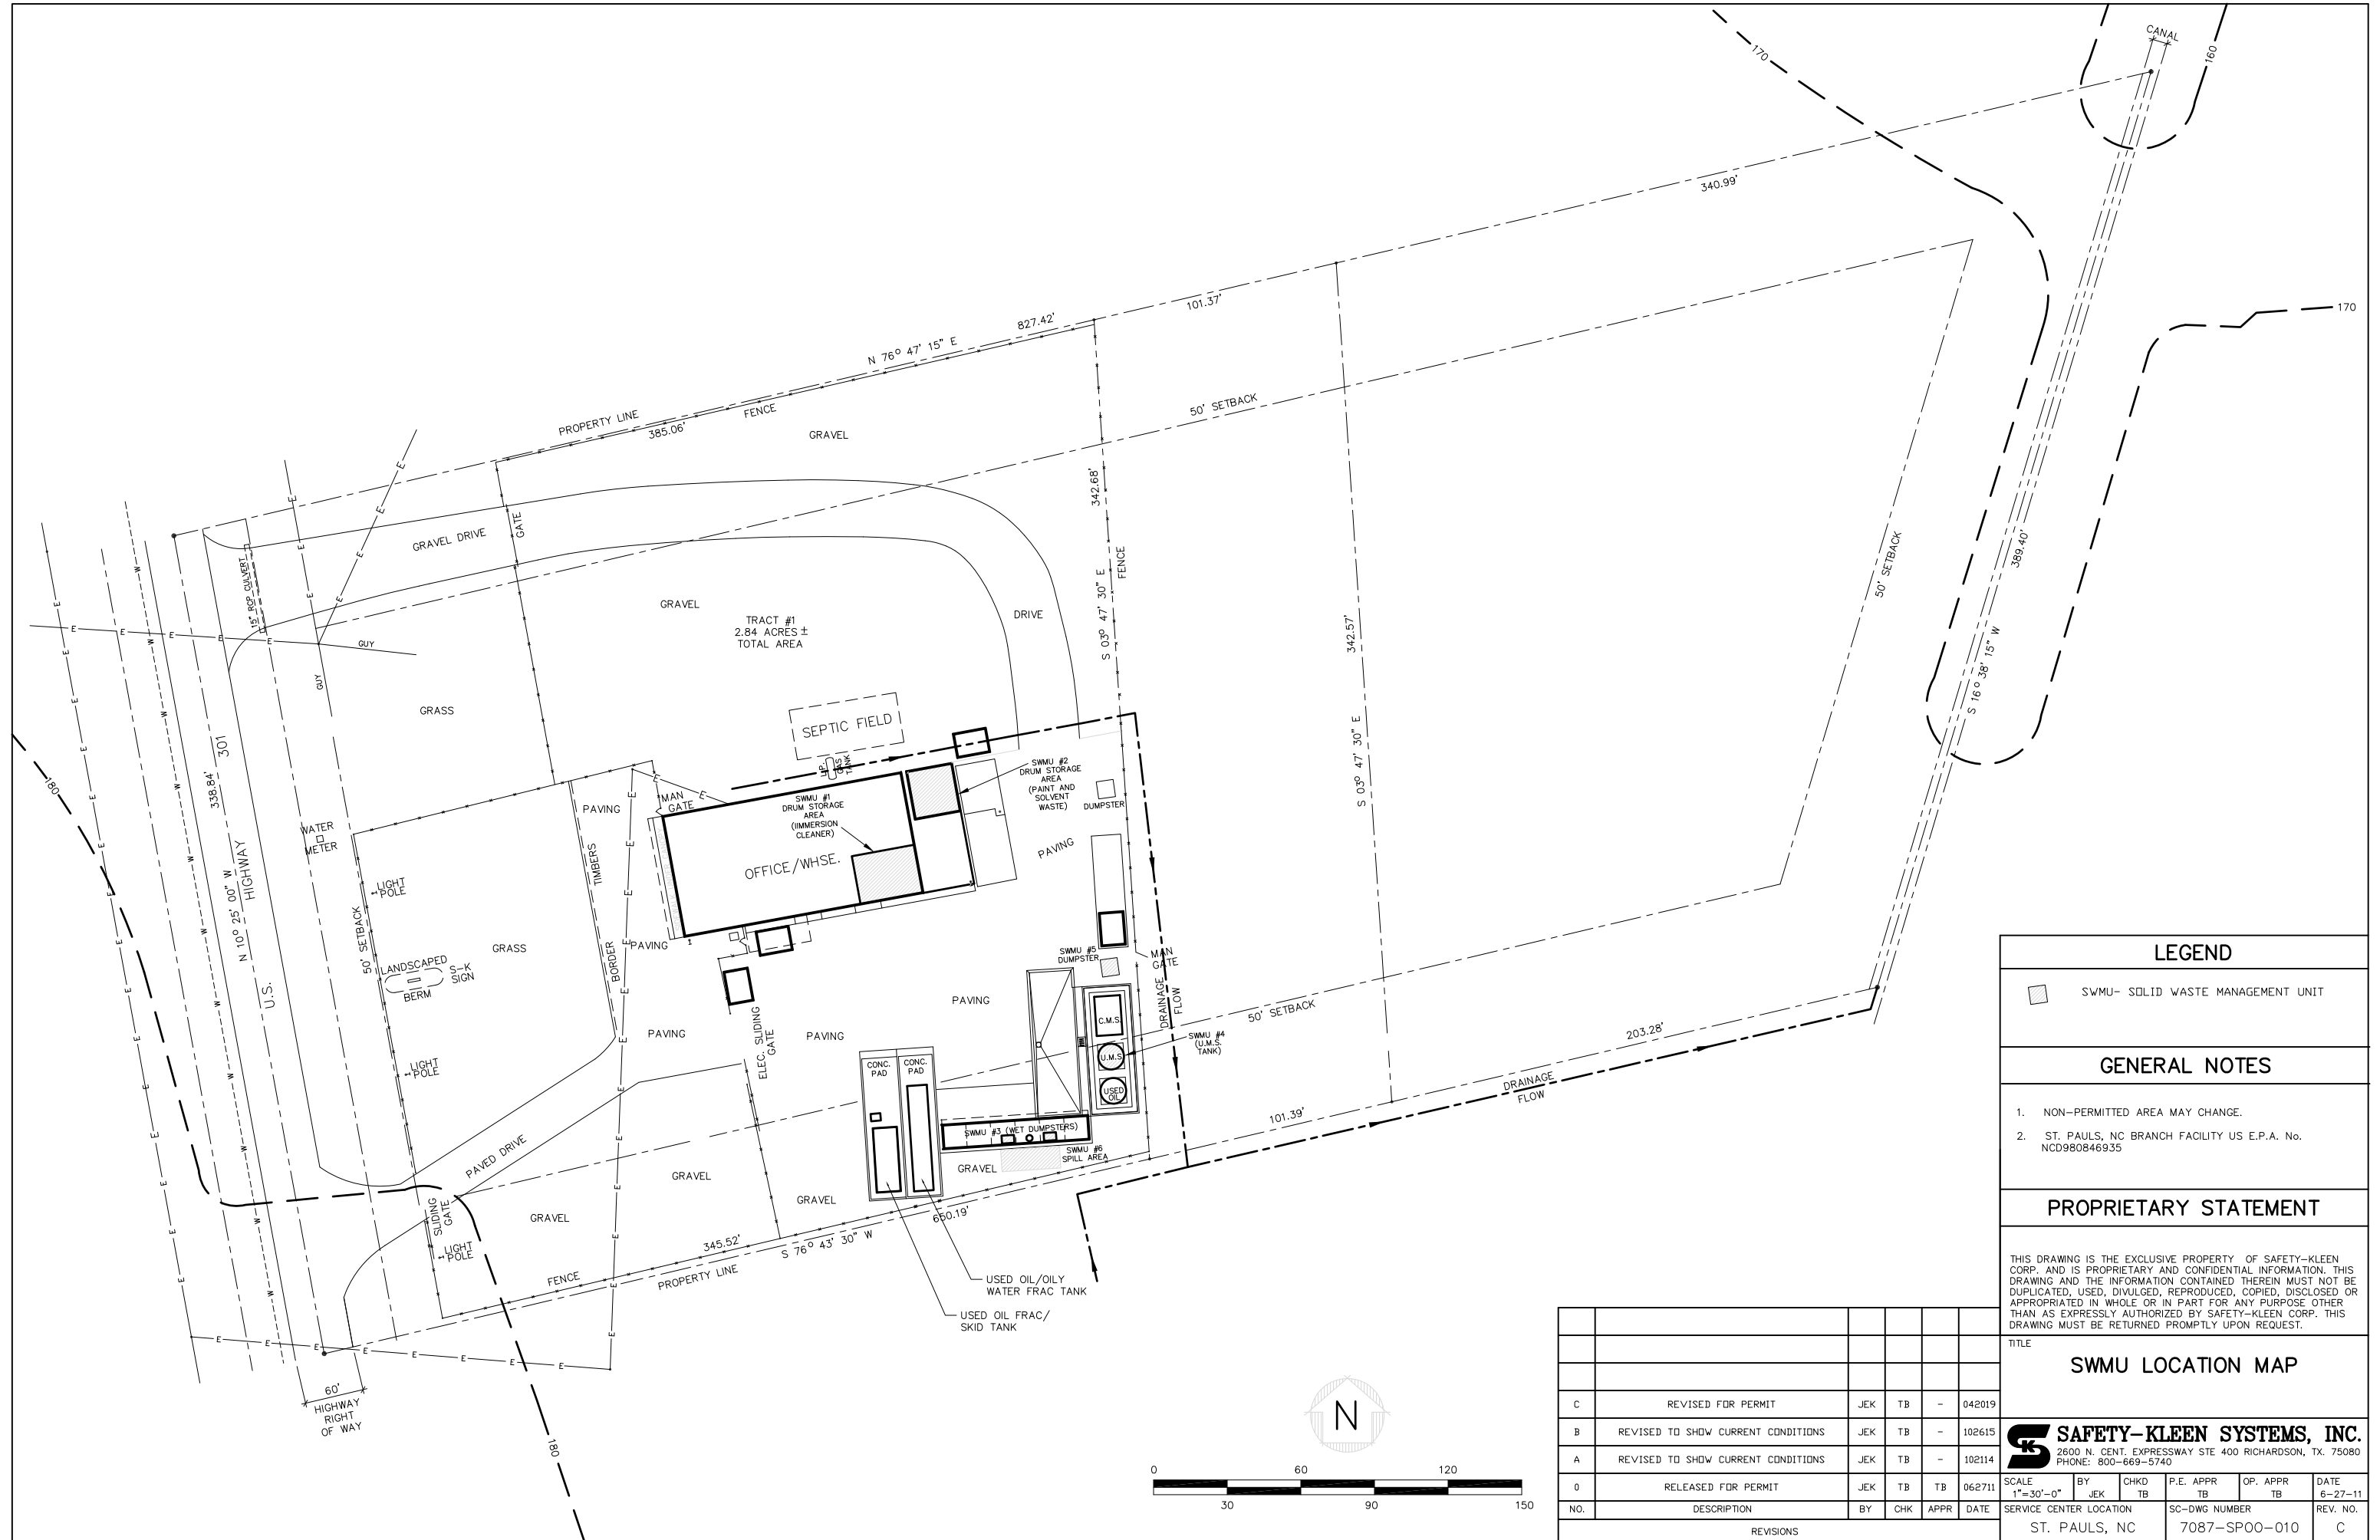 CANAL
170
160
340.99'
170
101.37'
827.42'
N 76° 47' 15" E
PROPERTY LINE
385.06'
FENCE
GRAVEL
50' SETBACK
342.68'
FENCE
S 03° 47' 30" E
342.57'
S 03° 47' 30" E
50' SETBACK
389.40'
S 16° 38' 15" W
GATE
GRAVEL DRIVE
15" RCP CULVERT
GUY
GUY
GRAVEL
TRACT #1
2.84 ACRES ±
TOTAL AREA
DRIVE
GRASS
SEPTIC FIELD
L.P.
GAS
TANK
301
338.84'
180
HIGHWAY
N 10° 25' 00" W
U.S.
WATER
METER
LIGHT
POLE
50' SETBACK
GRASS
LANDSCAPED
BERM
S-K
SIGN
LIGHT
POLE
PAVING
TIMBERS
BORDER
MAN
GATE
SWMU #1
DRUM STORAGE
AREA
(IMMERSION
CLEANER)
OFFICE/WHSE.
SWMU #2
DRUM STORAGE
AREA
(PAINT AND
SOLVENT
WASTE)
DUMPSTER
PAVING
PAVING
SWMU #5
DUMPSTER
MAN
GATE
DRAINAGE
FLOW
PAVING
PAVING
ELEC. SLIDING
GATE
PAVING
C.M.S.
U.M.S.
USED
OIL
SWMU #4
(U.M.S.
TANK)
50' SETBACK
203.28'
DRAINAGE
FLOW
101.39'
CONC.
PAD
CONC.
PAD
SWMU #3 (WET DUMPSTERS)
SWMU #6
SPILL AREA
GRAVEL
GRAVEL
GRAVEL
GRAVEL
PAVED DRIVE
SLIDING
GATE
LIGHT
POLE
650.19'
345.52'
S 76° 43' 30" W
FENCE
PROPERTY LINE
USED OIL/OILY
WATER FRAC TANK
USED OIL FRAC/
SKID TANK
60'
HIGHWAY
RIGHT
OF WAY
180
N
0 60 120
30 90 150
LEGEND
SWMU- SOLID WASTE MANAGEMENT UNIT
GENERAL NOTES
1. NON-PERMITTED AREA MAY CHANGE.
2. ST. PAULS, NC BRANCH FACILITY US E.P.A. No.
NCD980846935
PROPRIETARY STATEMENT
THIS DRAWING IS THE EXCLUSIVE PROPERTY OF SAFETY-KLEEN
CORP. AND IS PROPRIETARY AND CONFIDENTIAL INFORMATION. THIS
DRAWING AND THE INFORMATION CONTAINED THEREIN MUST NOT BE
DUPLICATED, USED, DIVULGED, REPRODUCED, COPIED, DISCLOSED OR
APPROPRIATED IN WHOLE OR IN PART FOR ANY PURPOSE OTHER
THAN AS EXPRESSLY AUTHORIZED BY SAFETY-KLEEN CORP. THIS
DRAWING MUST BE RETURNED PROMPTLY UPON REQUEST.
TITLE
SWMU LOCATION MAP
SK SAFETY-KLEEN SYSTEMS, INC.
2600 N. CENT. EXPRESSWAY STE 400 RICHARDSON, TX. 75080
PHONE: 800-669-5740
SCALE BY CHKD P.E. APPR OP. APPR DATE
1"=30'-0" JEK TB TB TB 6-27-11
SERVICE CENTER LOCATION SC-DWG NUMBER REV. NO.
ST. PAULS, NC 7087-SP00-010 C
C REVISED FOR PERMIT JEK TB - 042019
B REVISED TO SHOW CURRENT CONDITIONS JEK TB - 102615
A REVISED TO SHOW CURRENT CONDITIONS JEK TB - 102114
0 RELEASED FOR PERMIT JEK TB TB 062711
NO. DESCRIPTION BY CHK APPR DATE
REVISIONS